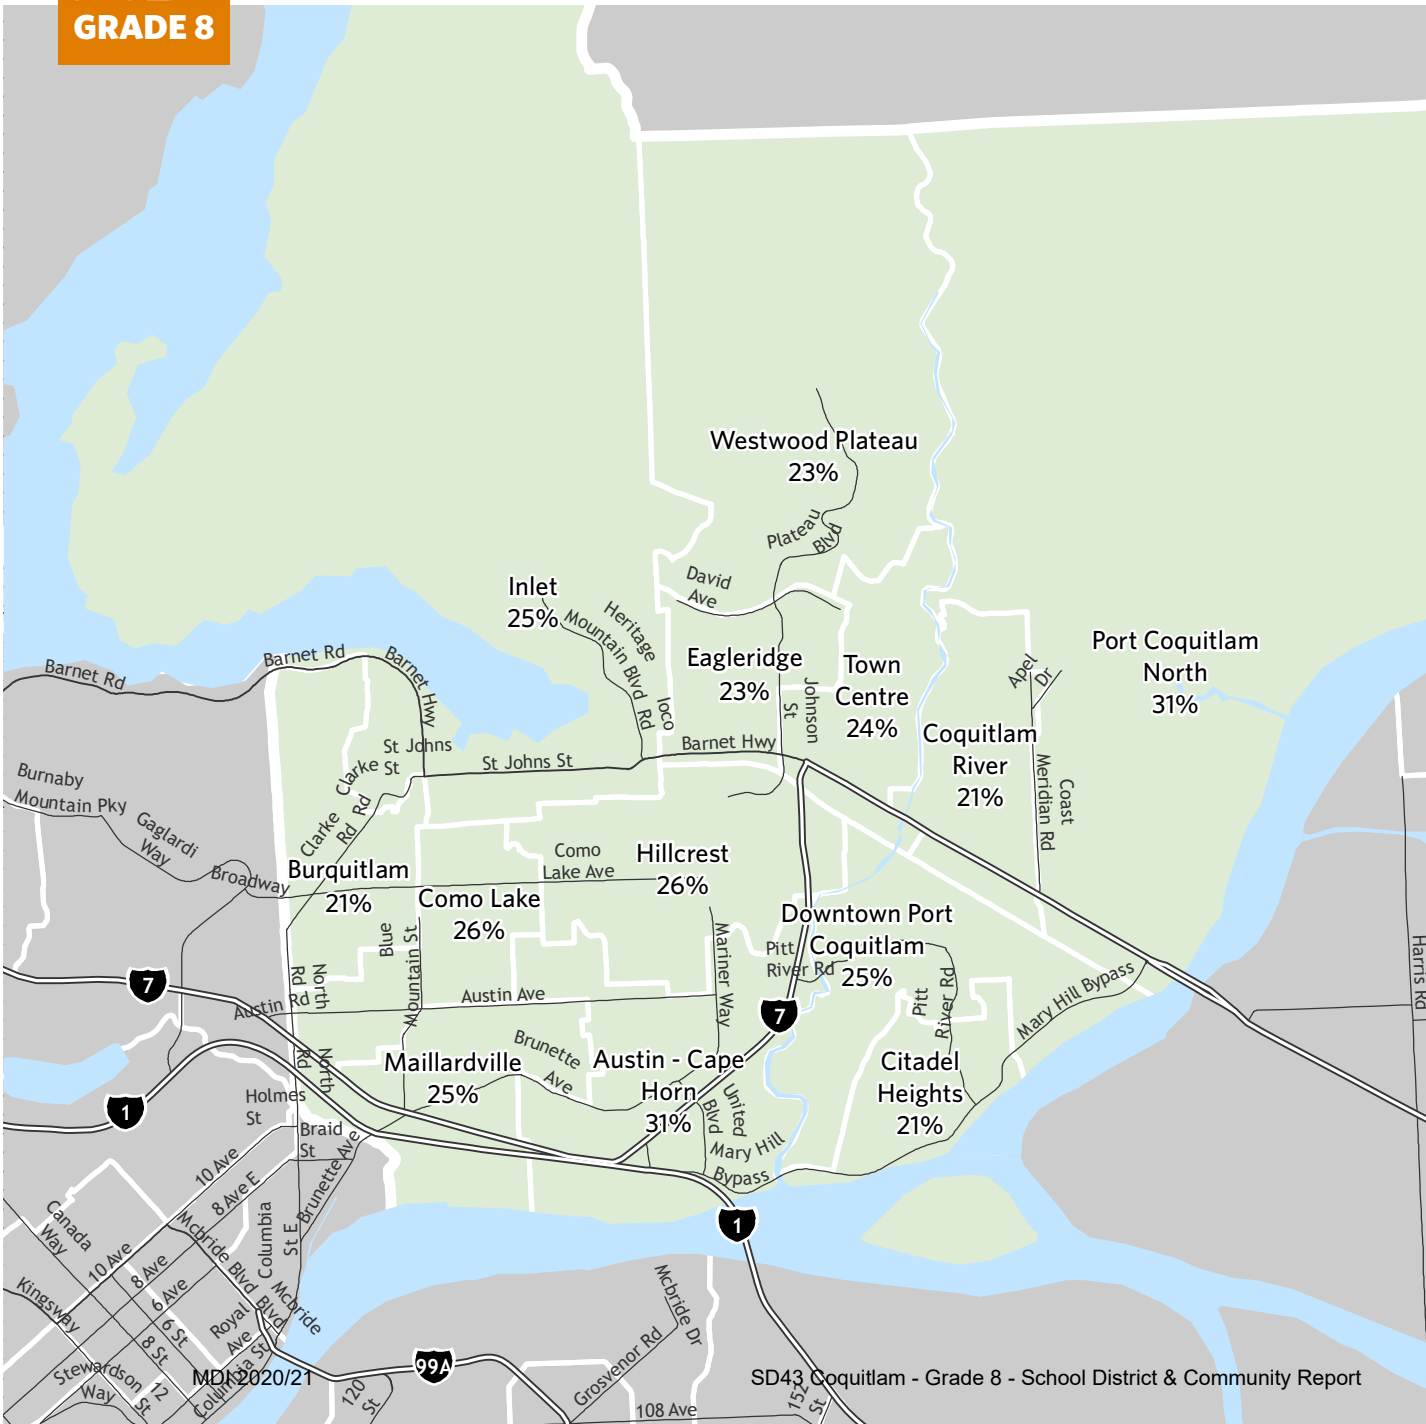 GRADE 8
Westwood Plateau
23%
Plateau
Blvd
David
Ave
Inlet
25%
Heritage
Mountain Blvd
Rd
Ioco
Eagleridge
23%
Town
Centre
24%
Johnson
St
Port Coquitlam
North
31%
Apel
Dr
Barnet Rd
Barnet Rd
Barnet Hwy
Barnet Hwy
St Johns
St
St Johns St
Coquitlam
River
21%
Coast
Meridian Rd
Clarke
Rd
Clarke
Rd
Burnaby
Mountain Pky
Gaglardi
Way
Broadway
Burquitlam
21%
Como
Lake Ave
Como Lake
26%
Hillcrest
26%
Downtown Port
Coquitlam
25%
Pitt
River Rd
Pitt
River Rd
Blue
Mountain St
Mariner Way
North
Rd
Austin Rd
Austin Ave
7
7
Mary Hill Bypass
Harris Rd
North
Rd
Maillardville
25%
Brunette
Ave
Austin - Cape
Horn
31%
Citadel
Heights
21%
United
Blvd
Mary Hill
Bypass
1
Holmes
St
Braid
St
Brunette Ave
10 Ave
8 Ave E
Columbia
St E
Canada
Way
Mcbride Blvd
Mcbride
Blvd
10 Ave
8 Ave
6 Ave
Kingsway
6 St
8 St
Royal
Ave
Columbia St
Stewardson
Way
12
St
1
99A
120
St
Mcbride Dr
Grosvenor Rd
108 Ave
152
St
MDI 2020/21
SD43 Coquitlam - Grade 8 - School District & Community Report